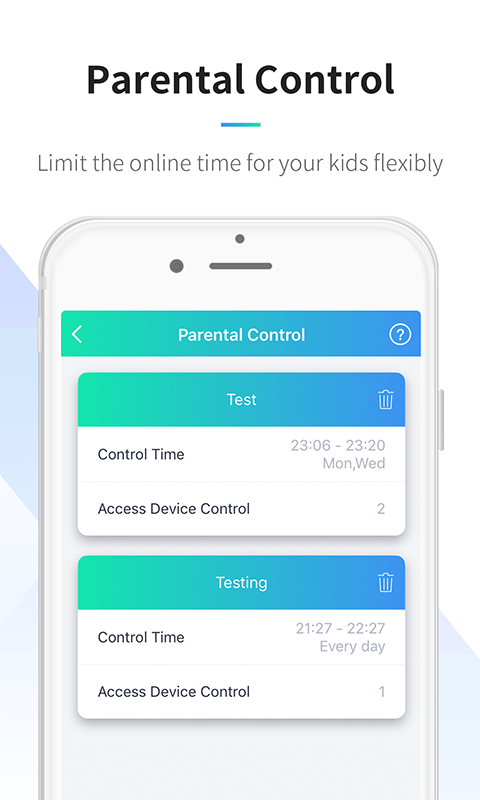 Parental Control
Limit the online time for your kids flexibly
Parental Control
?
Test
Control Time
23:06 - 23:20
Mon,Wed
Access Device Control
2
Testing
Control Time
21:27 - 22:27
Every day
Access Device Control
1